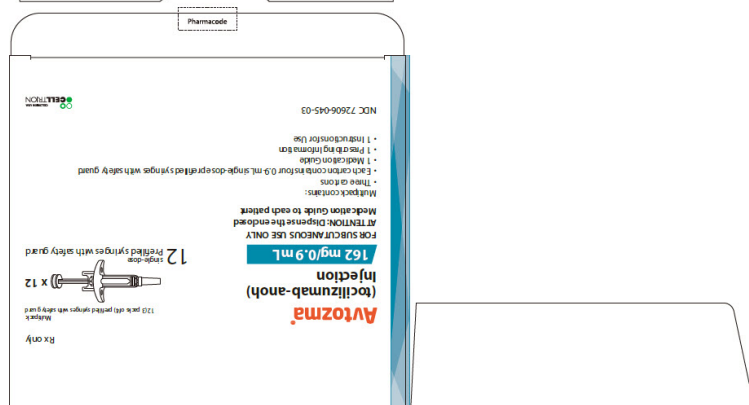 Pharmacode
Rx only
Multipack
12(3 packs of4) prefilled syringes with safety guard
Avtozma
(tocilizumab-anoh)
Injection
162 mg/0.9 mL
x 12
12 single-dose
Prefilled syringes with safety guard
FOR SUBCUTANEOUS USE ONLY
ATTENTION: Dispense the enclosed
Medication Guide to each patient
Multipack contains:
• Three cartons
• Each carton contains four 0.9-mL single-dose prefilled syringes with safety guard
• 1 Medication Guide
• 1 Prescribing Information
• 1 Instructions for Use
NDC 72606-045-03
CELLTRION